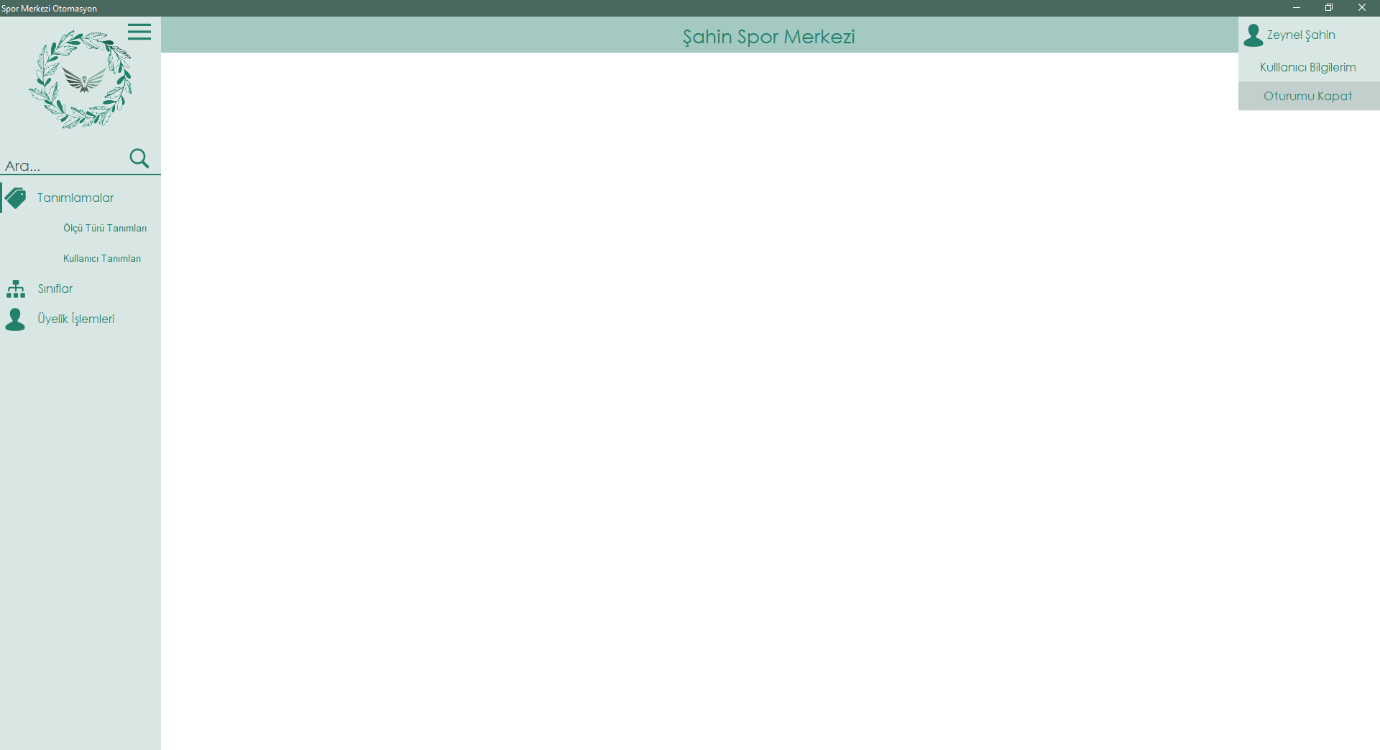 Spor Merkezi Otomasyon
Şahin Spor Merkezi
Zeynel Şahin
Kulllanıcı Bilgilerim
Oturumu Kapat
Ara...
Tanımlamalar
Ölçü Türü Tanımları
Kullanıcı Tanımları
Sınıflar
Üyelik İşlemleri